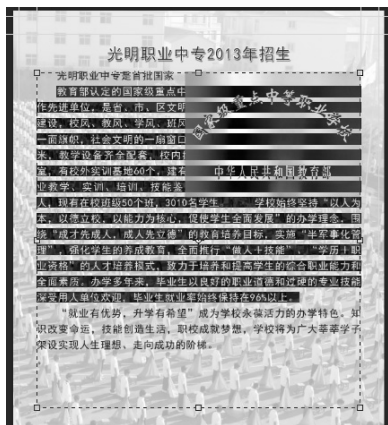 光明职业中专2013年招生
光明职业中专是首批国家
教育部认定的国家级重点中
作先进单位，是省、市、区文明
建设，校风、教风、学风、班风
一面旗帜，社会文明的一扇窗口
米，教学设备齐全配套，校内
室，有校外实训基地60个，建有
业教学、实训、培训、技能鉴
国家级重点中等职业学校
中华人民共和国教育部
人，现有在校班级50个班，3010名学生。 学校始终坚持“以人为
本，以德立校，以能力为核心，促使学生全面发展”的办学理念。围
绕“成才先成人，成人先立德”的教育培养目标，实施“半军事化管
理”，强化学生的养成教育，全面推行“做人＋技能”、“学历＋职
业资格”的人才培养模式，致力于培养和提高学生的综合职业能力和
全面素质。办学多年来，毕业生以良好的职业道德和过硬的专业技能
深受用人单位欢迎，毕业生就业率始终保持在96%以上。
“就业有优势，升学有希望”成为学校永葆活力的办学特色。知
识改变命运，技能创造生活，职校成就梦想，学校将为广大莘莘学子
架设实现人生理想、走向成功的阶梯。